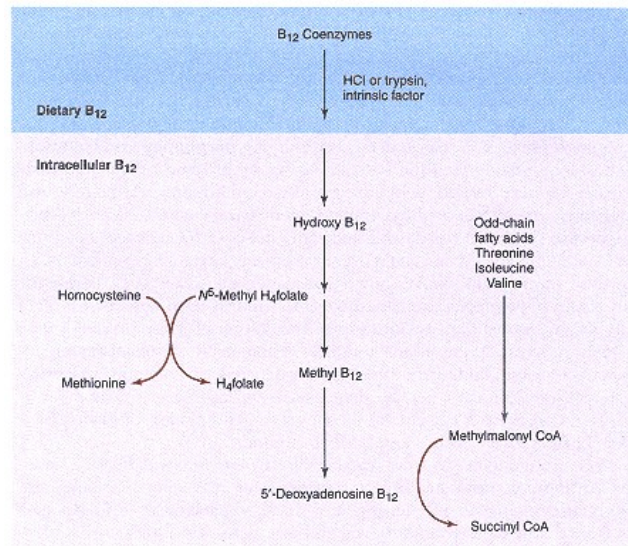 B₁₂ Coenzymes
HCl or trypsin,
intrinsic factor
Dietary B₁₂
Intracellular B₁₂
Hydroxy B₁₂
Odd-chain
fatty acids
Threonine
Isoleucine
Valine
Homocysteine
N⁵-Methyl H₄folate
Methionine
H₄folate
Methyl B₁₂
Methylmalonyl CoA
5′-Deoxyadenosine B₁₂
Succinyl CoA